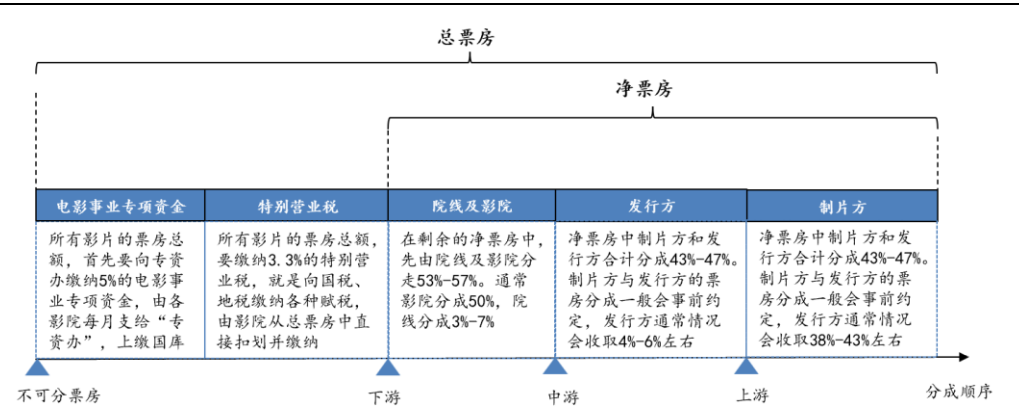 总票房
净票房
电影事业专项资金
所有影片的票房总
额，首先要向专资
办缴纳5%的电影事
业专项资金，由各
影院每月支给“专
资办”，上缴国库
特别营业税
所有影片的票房总额，
要缴纳3.3%的特别营
业税，就是向国税、
地税缴纳各种赋税，
由影院从总票房中直
接扣划并缴纳
院线及影院
在剩余的净票房中，
先由院线及影院分
走53%-57%。通常
影院分成50%，院
线分成3%-7%
发行方
净票房中制片方和发
行方合计分成43%-47%。
制片方与发行方的票
房分成一般会事前约
定，发行方通常情况
会收取4%-6%左右
制片方
净票房中制片方和发
行方合计分成43%-47%。
制片方与发行方的票
房分成一般会事前约
定，发行方通常情况
会收取38%-43%左右
不可分票房
下游
中游
上游
分成顺序